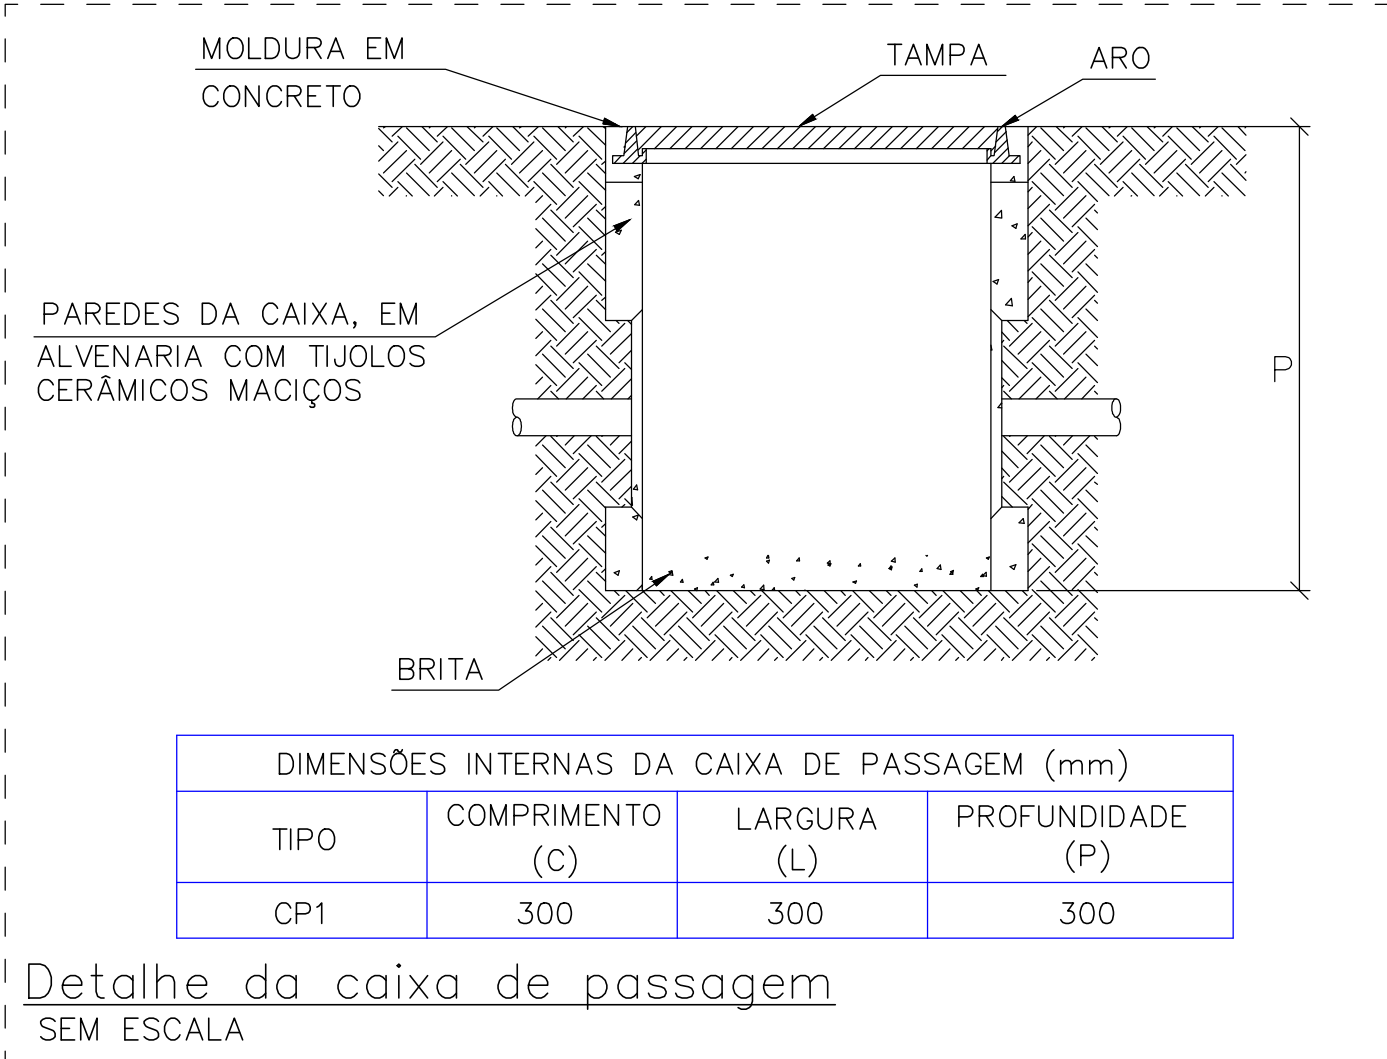 MOLDURA EM
CONCRETO
TAMPA
ARO
PAREDES DA CAIXA, EM
ALVENARIA COM TIJOLOS
CERÂMICOS MACIÇOS
P
BRITA
DIMENSÕES INTERNAS DA CAIXA DE PASSAGEM (mm)
TIPO
COMPRIMENTO
(C)
LARGURA
(L)
PROFUNDIDADE
(P)
CP1
300
300
300
Detalhe da caixa de passagem
SEM ESCALA